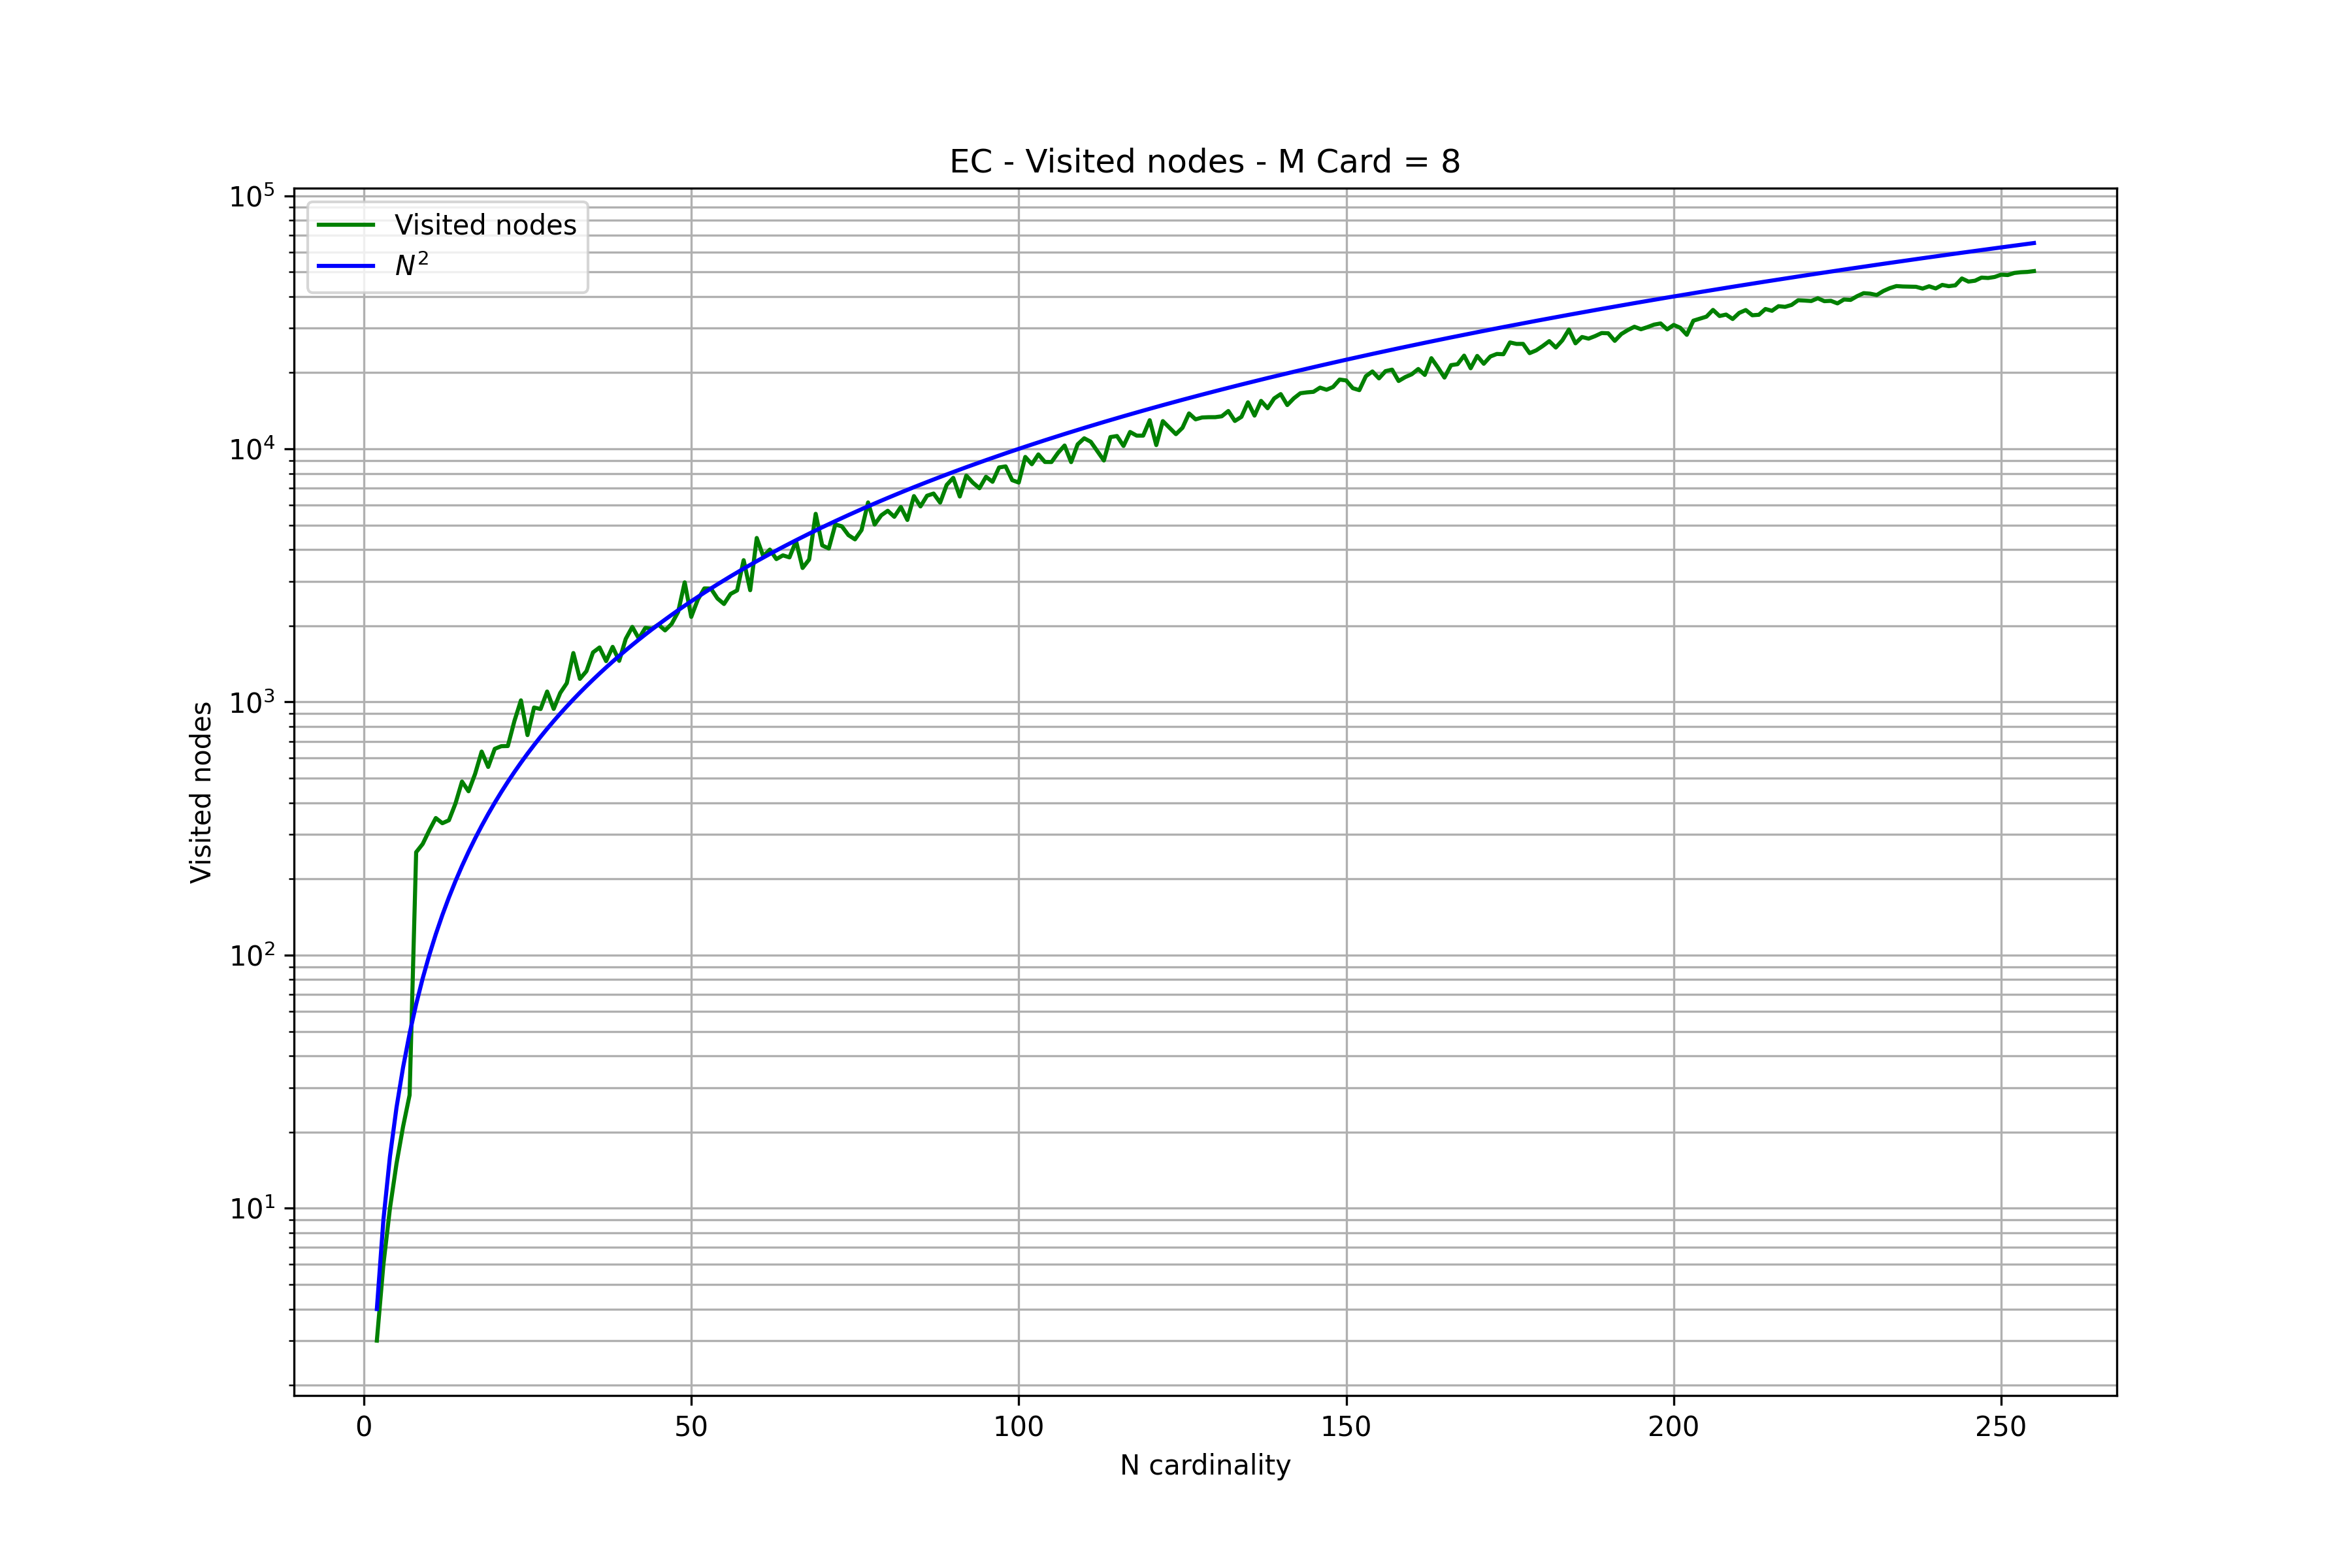 EC - Visited nodes - M Card = 8
Visited nodes
N²
10⁵
10⁴
10³
10²
10¹
Visited nodes
0 50 100 150 200 250
N cardinality